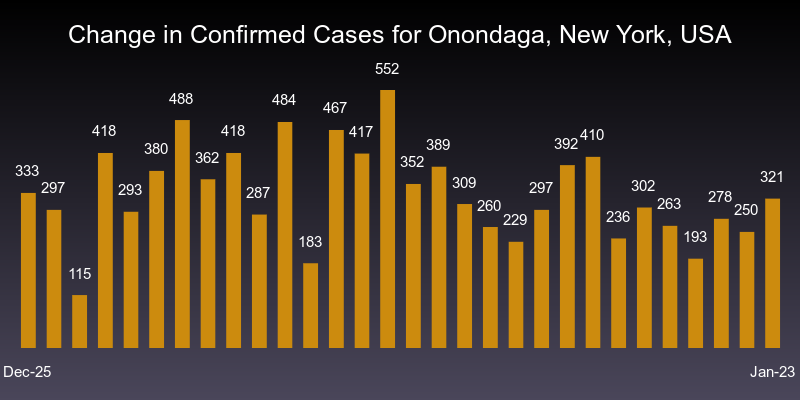 Change in Confirmed Cases for Onondaga, New York, USA
333 297 115 418 293 380 488 362 418 287 484 183 467 417 552 352 389 309 260 229 297 392 410 236 302 263 193 278 250 321
Dec-25 Jan-23